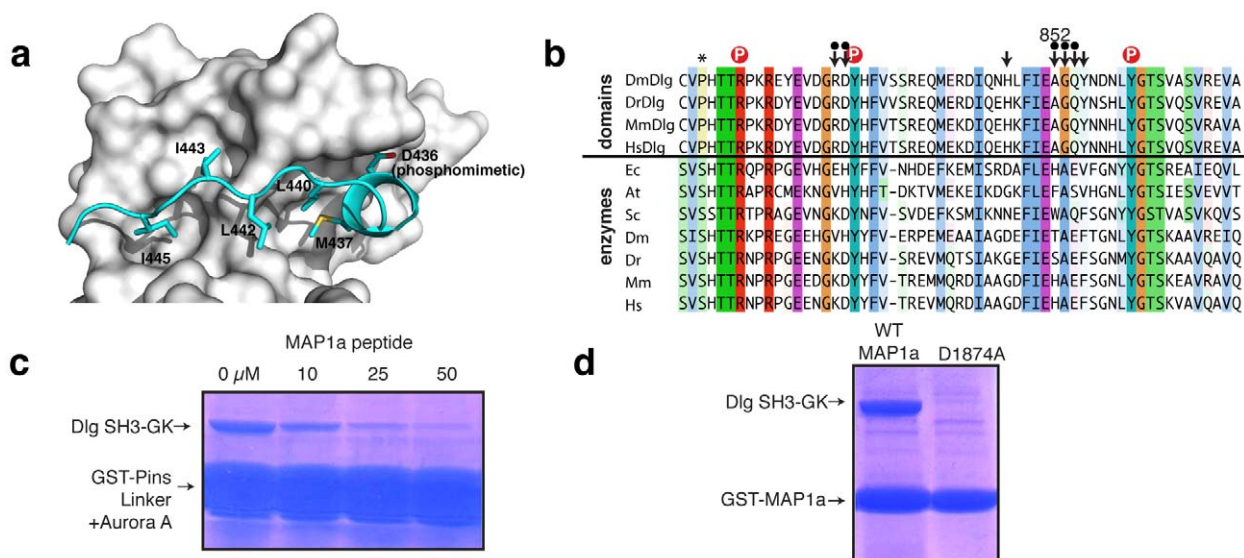 a
I443
D436
(phosphomimetic)
L440
L442
M437
I445
b
852
* P P P
domains
DmDlg CVPHTTRPKREYEVDGRDYHFVSSREQMERDIQNHLFIEAGQYNDNLYGTSVASVREVA
DrDlg CVPHTTRPKRDYEVDGRDYHFVTSREQMERDIQEHKFIEAGQYNSHLYGTSVQSVREVA
MmDlg CVPHTTRPKRDYEVDGRDYHFVTSREQMEKDIQEHKFIEAGQYNNHLYGTSVQSVRAVA
HsDlg CVPHTTRPKRDYEVDGRDYHFVTSREQMEKDIQEHKFIEAGQYNNHLYGTSVQSVREVA
enzymes
Ec SVSHTTRQPRPGEVHGEHYFFV-NHDEFKEMISRDAFLEHAEVFGNYYGTSREAIEQVL
At SVSHTTRAPRCMEKNGVHYHFT-DKTVMEKEIKDGKFLEFASVHGNLYGTSIESVEVVT
Sc SVSSTTRTPRAGEVNGKDYNFV-SVDEFKSMIKNNEFIEWAQFSGNYYGSTVASVKQVS
Dm SISHTTRKPREGEEHGVHYYFV-ERPEMEAAIAGDEFIETAEFTGNLYGTSKAAVREIQ
Dr SVSHTTRNPRPGEENGKDYHFV-SREVMQTSIAKGEFIESAEFSGNMYGTSKAAVQAVQ
Mm SVSHTTRNPRPGEEDGKDYYFV-TREMMQRDIAAGDFIEHAEFSGNLYGTSKEAVRAVQ
Hs SVSHTTRNPRPGEENGKDYYFV-TREVMQRDIAAGDFIEHAEFSGNLYGTSKVAVQAVQ
c
MAP1a peptide
0 µM 10 25 50
Dlg SH3-GK→
GST-Pins→
Linker
+Aurora A
d
WT
MAP1a D1874A
Dlg SH3-GK→
GST-MAP1a→